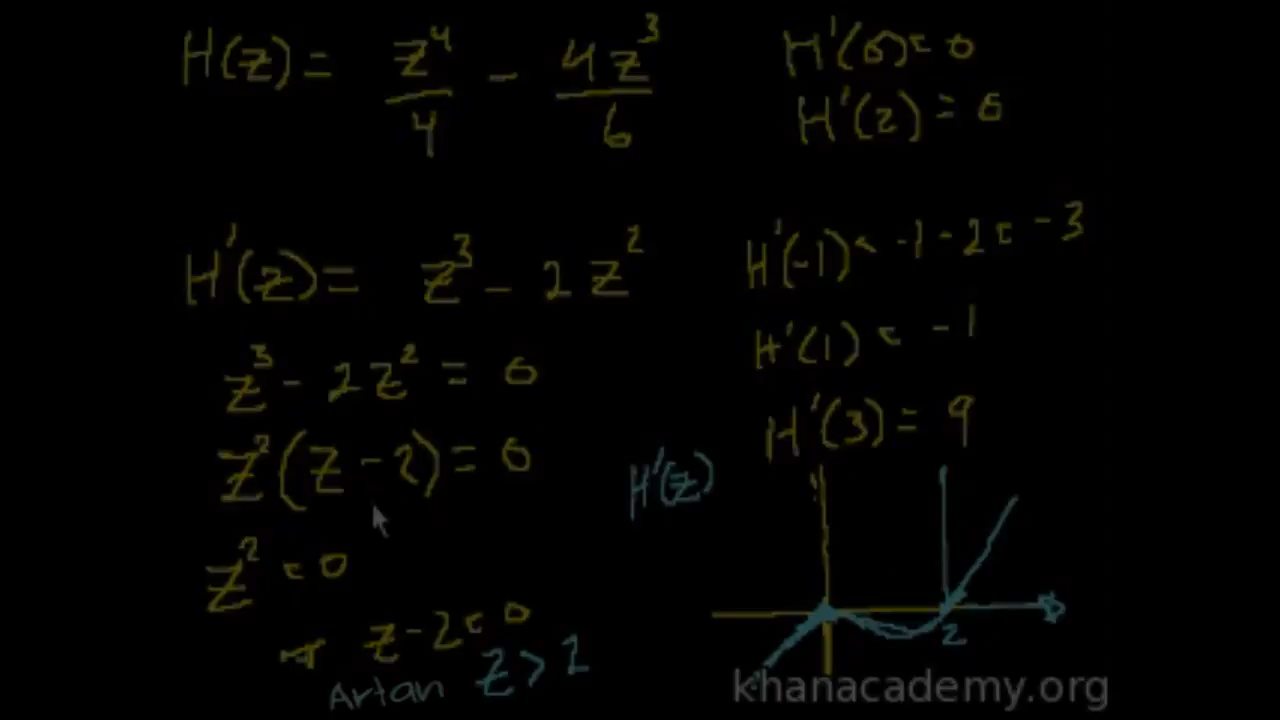 H(z) = z⁴/4 - 4z³/6
H'(z) = z³ - 2z²
z³ - 2z² = 0
z²(z - 2) = 0
z² = 0
z - 2 = 0
Artan z > 2
H'(0) = 0
H'(2) = 0
H'(-1) = -1 - 2 = -3
H'(1) = -1
H'(3) = 9
H'(z)
2
khanacademy.org